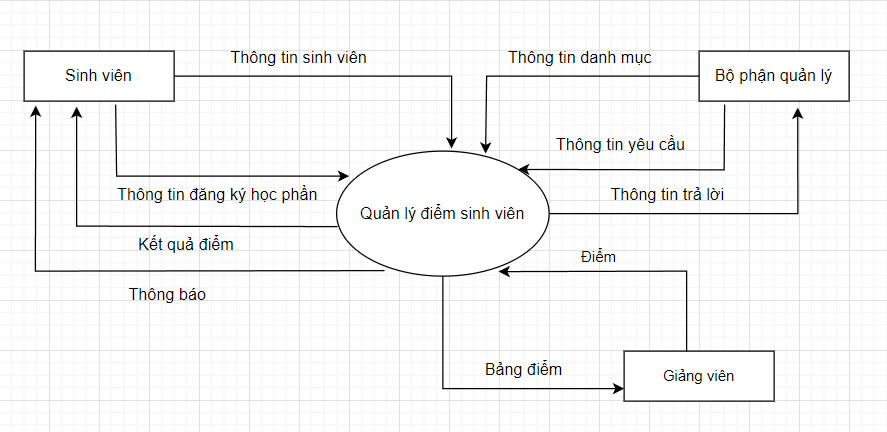 Thông tin sinh viên
Thông tin danh mục
Sinh viên
Bộ phận quản lý
Thông tin yêu cầu
Thông tin đăng ký học phần
Thông tin trả lời
Quản lý điểm sinh viên
Kết quả điểm
Điểm
Thông báo
Bảng điểm
Giảng viên